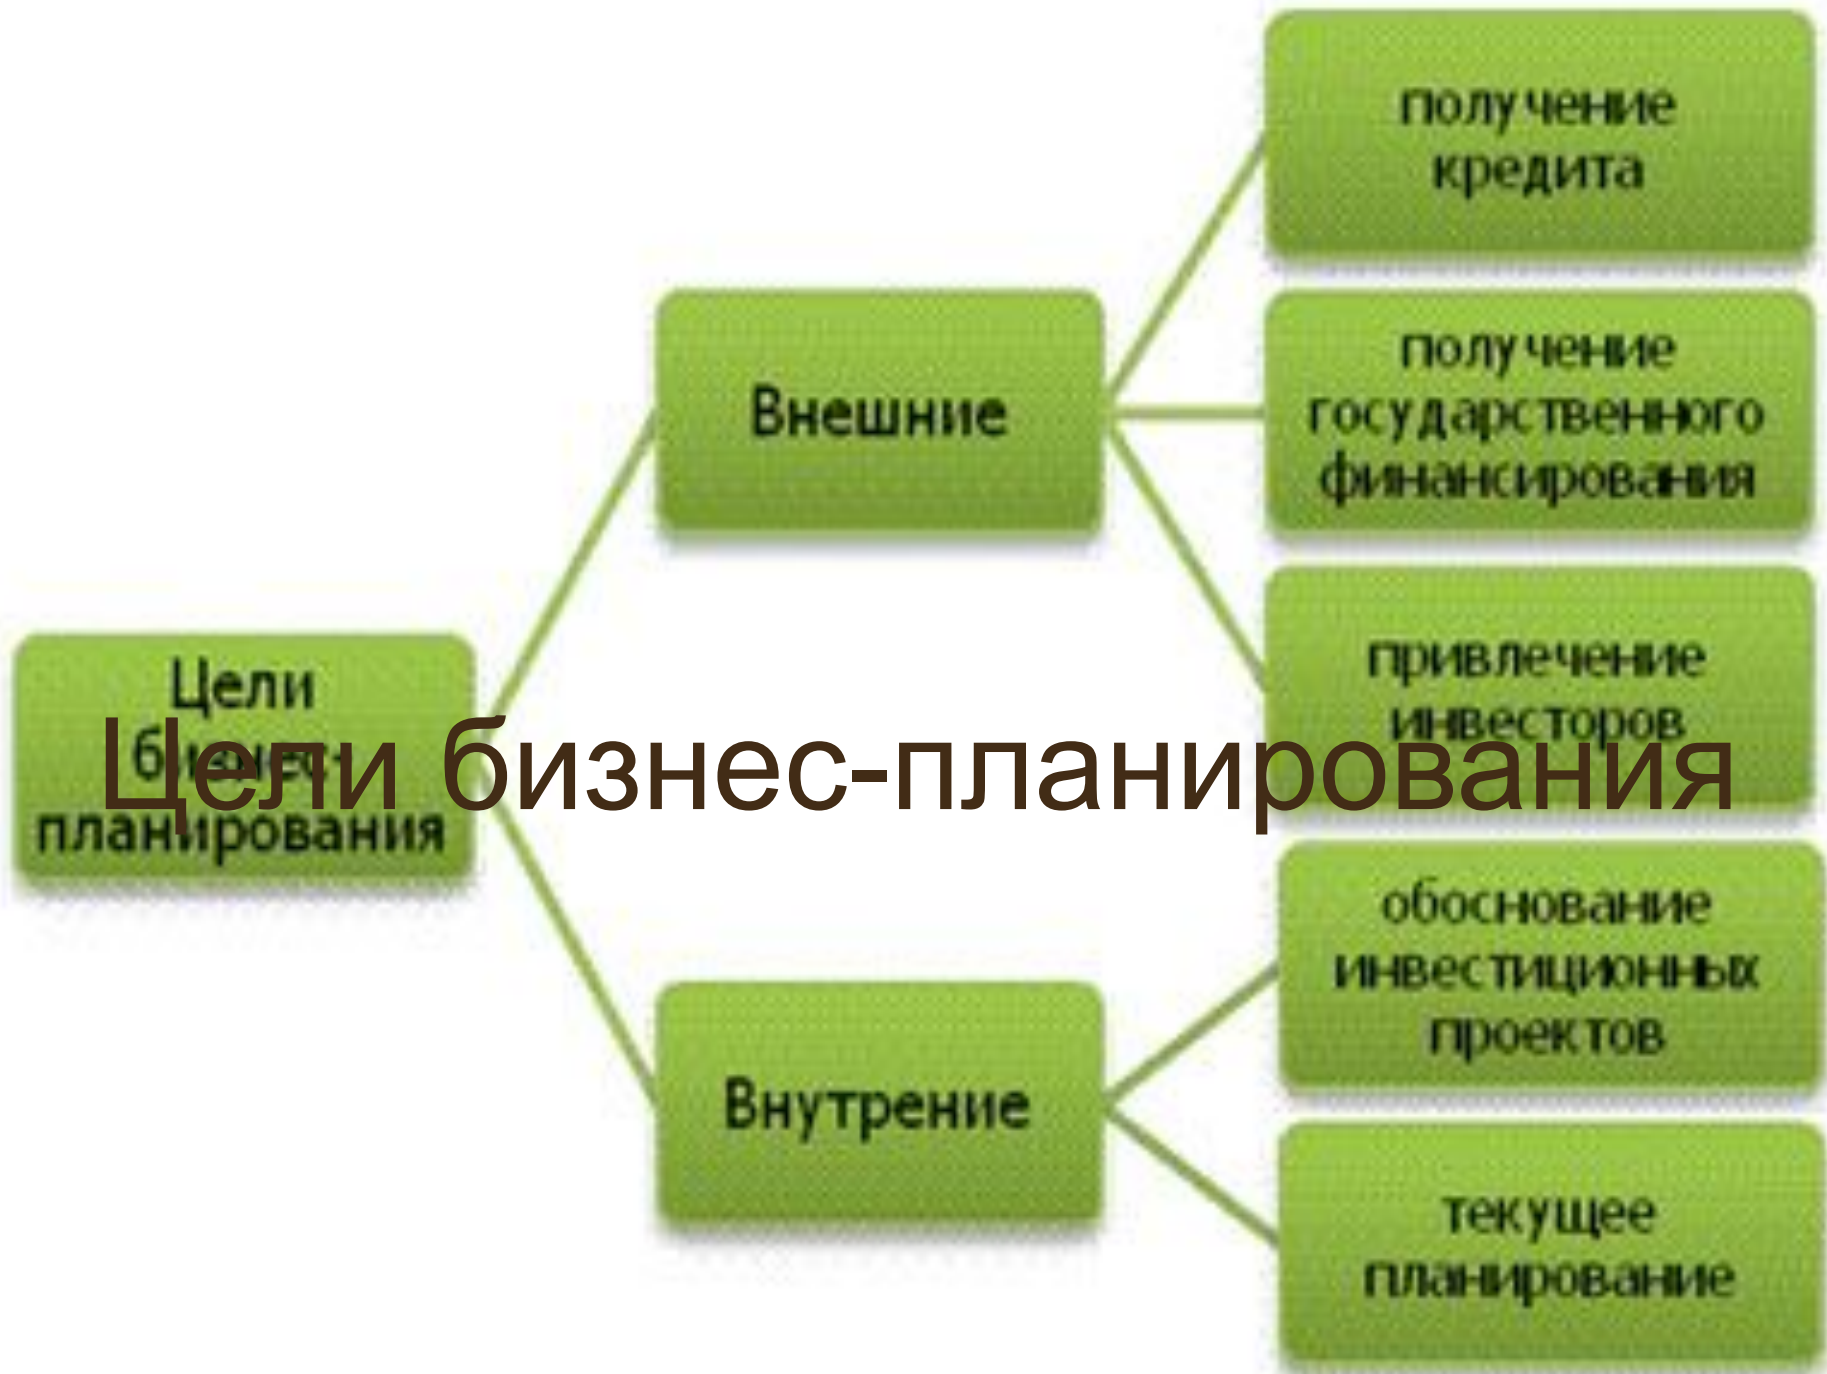 Цели бизнес-планирования
Цели
бизнес-
планирования
Внешние
получение
кредита
получение
государственного
финансирования
привлечение
инвесторов
Внутрение
обоснование
инвестиционных
проектов
текущее
планирование